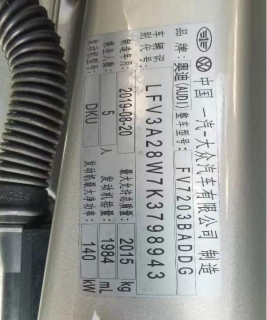 中国 一汽-大众汽车有限公司 制造
品牌:奥迪(AUDI) 整车型号: FV7203BADDG
车辆识别代号: LFV3A28W7K3798943
制造年月: 2019-08-20 最大允许总质量: 2015 kg
乘坐人数: 5 人 发动机排量: 1984 mL
发动机型号: DKU 发动机最大净功率: 140 kW